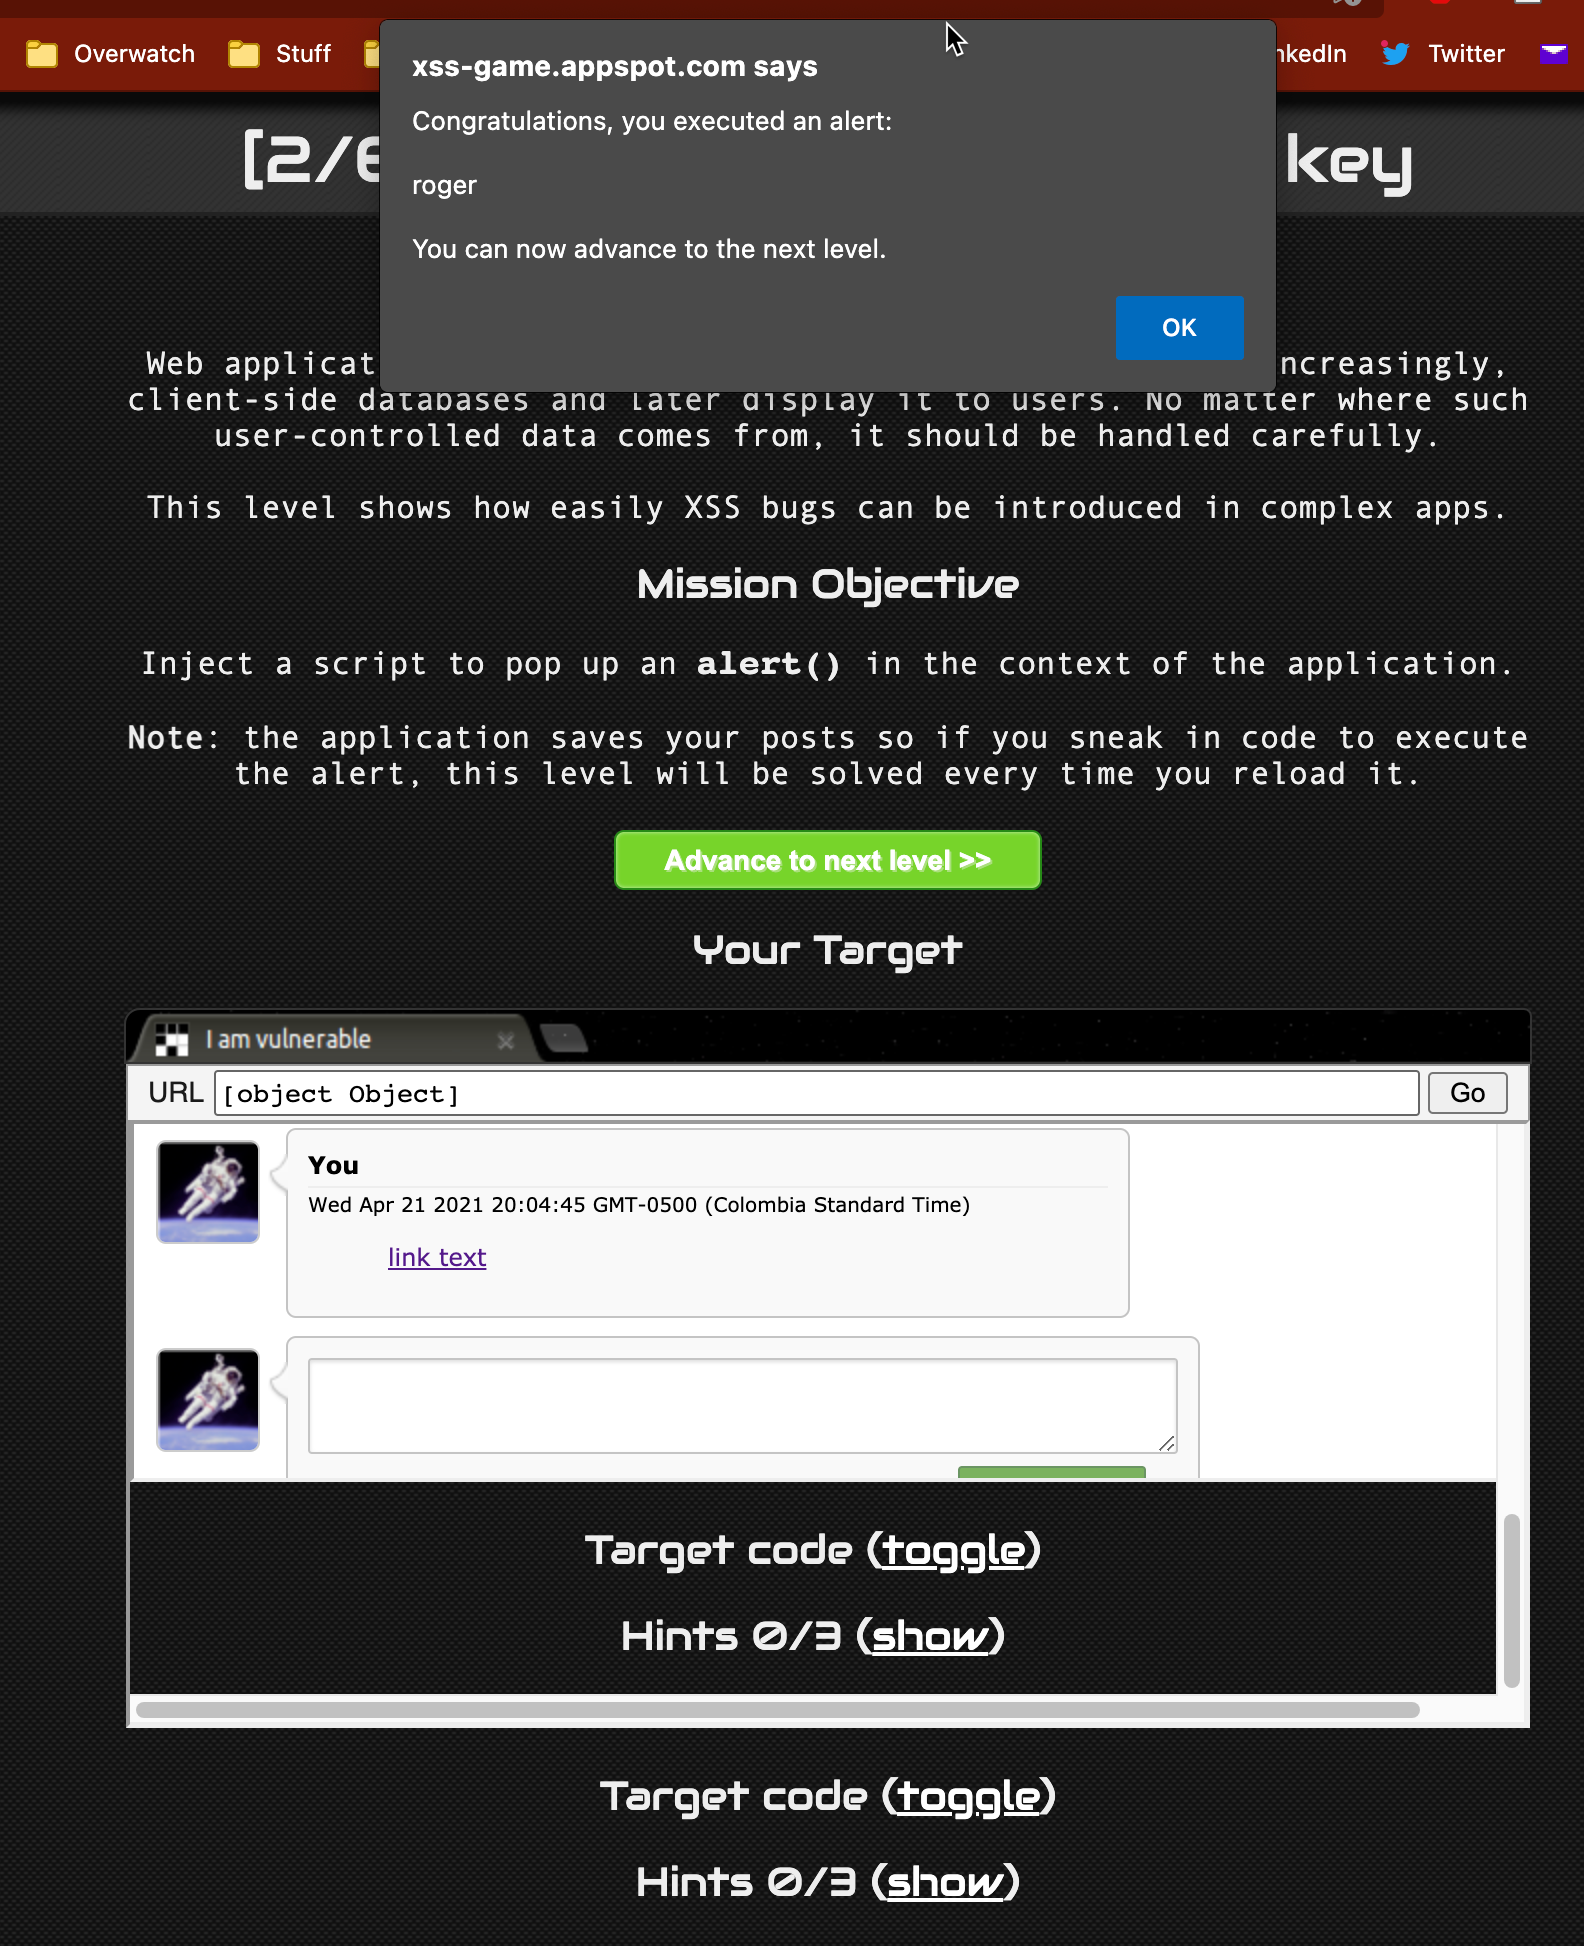 Overwatch
Stuff
Twitter
xss-game.appspot.com says
Congratulations, you executed an alert:
roger
You can now advance to the next level.
OK
[2/ key
Web
client-side databases and later display it to users. No matter where such
user-controlled data comes from, it should be handled carefully.
This level shows how easily XSS bugs can be introduced in complex apps.
Mission Objective
Inject a script to pop up an alert() in the context of the application.
Note: the application saves your posts so if you sneak in code to execute
the alert, this level will be solved every time you reload it.
Advance to next level >>
Your Target
I am vulnerable
URL [object Object] Go
You
Wed Apr 21 2021 20:04:45 GMT-0500 (Colombia Standard Time)
link text
Target code (toggle)
Hints 0/3 (show)
Target code (toggle)
Hints 0/3 (show)